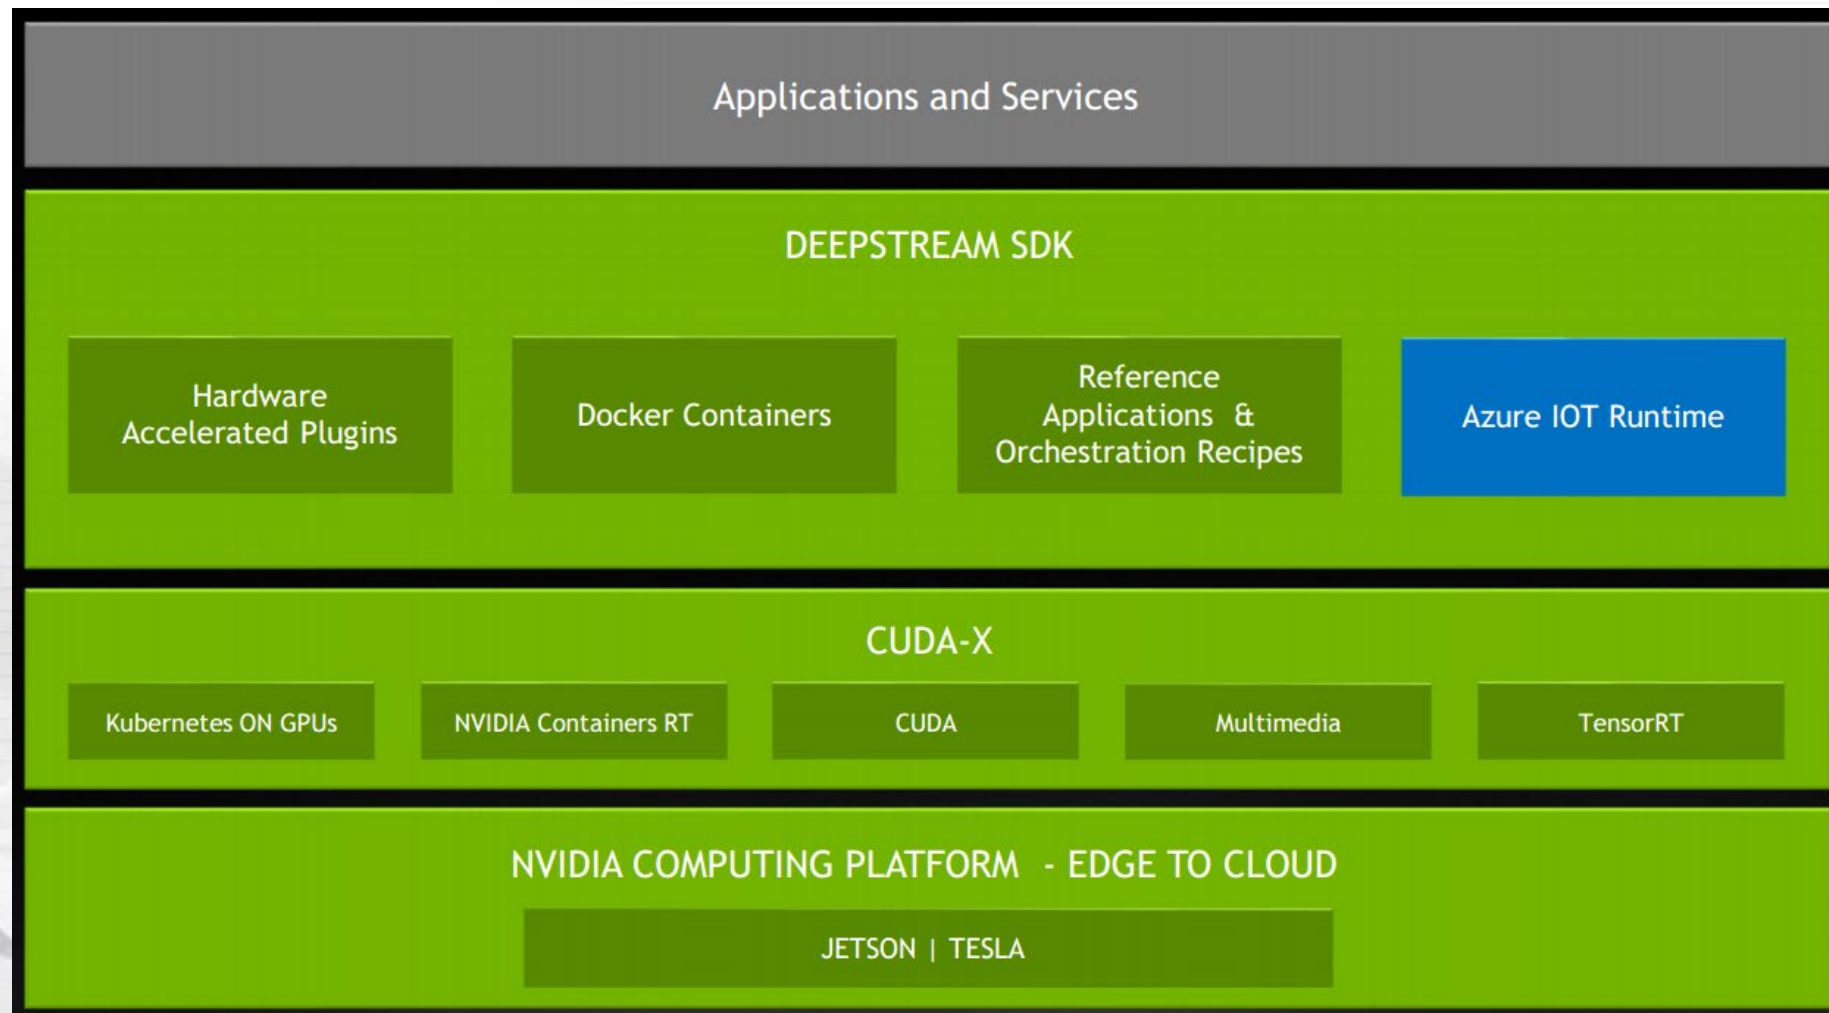 Applications and Services
DEEPSTREAM SDK
Hardware
Accelerated Plugins
Docker Containers
Reference
Applications & 
Orchestration Recipes
Azure IOT Runtime
CUDA-X
Kubernetes ON GPUs
NVIDIA Containers RT
CUDA
Multimedia
TensorRT
NVIDIA COMPUTING PLATFORM - EDGE TO CLOUD
JETSON | TESLA